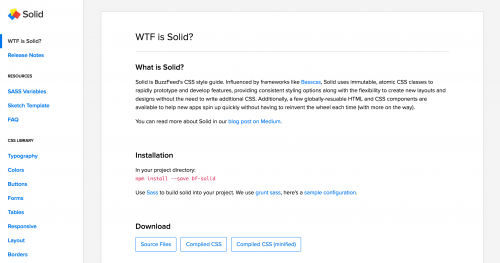 Solid
WTF is Solid?
Release Notes
RESOURCES
SASS Variables
Sketch Template
FAQ
CSS LIBRARY
Typography
Colors
Buttons
Forms
Tables
Responsive
Layout
Borders
WTF is Solid?
What is Solid?
Solid is BuzzFeed's CSS style guide. Influenced by frameworks like Basscss, Solid uses immutable, atomic CSS classes to
rapidly prototype and develop features, providing consistent styling options along with the flexibility to create new layouts and
designs without the need to write additional CSS. Additionally, a few globally-reusable HTML and CSS components are
available to help new apps spin up quickly without having to reinvent the wheel each time (with more on the way).
You can read more about Solid in our blog post on Medium.
Installation
In your project directory:
npm install --save bf-solid
Use Sass to build solid into your project. We use grunt sass, here's a sample configuration.
Download
Source Files
Compiled CSS
Compiled CSS (minified)